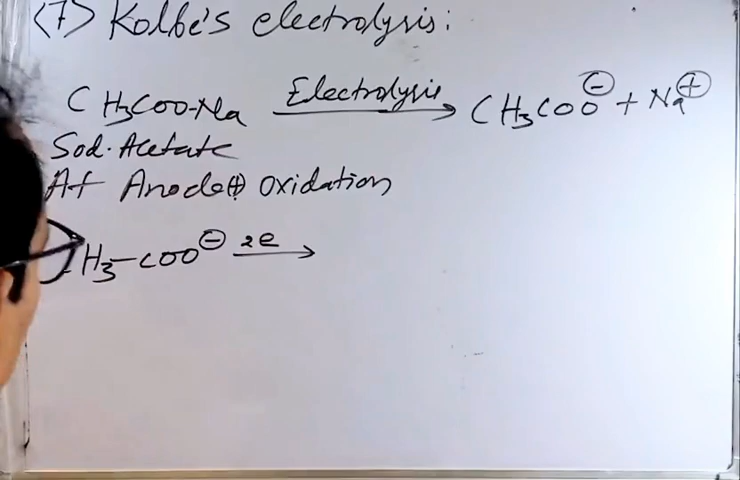 <7> Kolbe's electrolysis:
CH3COO-Na Electrolysis → CH3COO⊖ + Na⊕
Sod. Acetate
At Anode⊕ oxidation
H3-COO⊖ 2e →